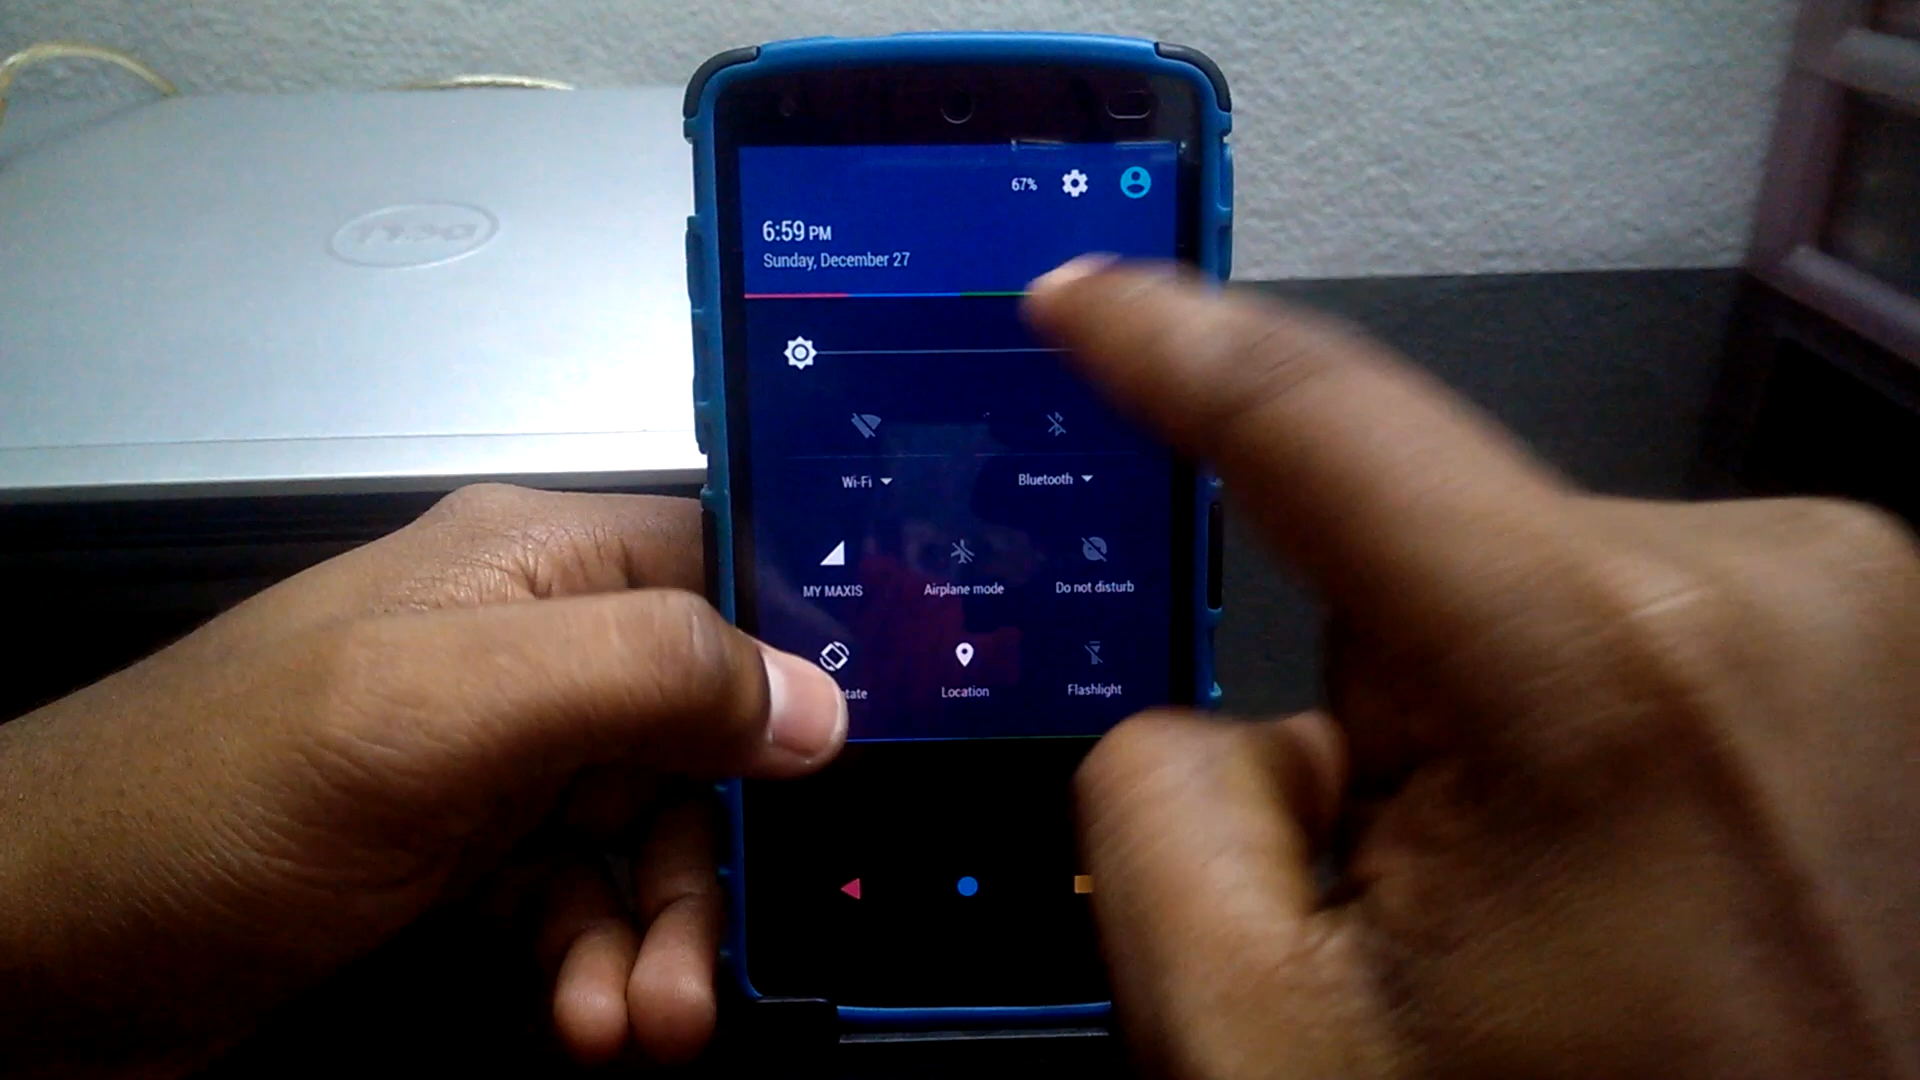 DELL
67%
6:59 PM
Sunday, December 27
Wi-Fi
Bluetooth
MY MAXIS
Airplane mode
Do not disturb
tate
Location
Flashlight